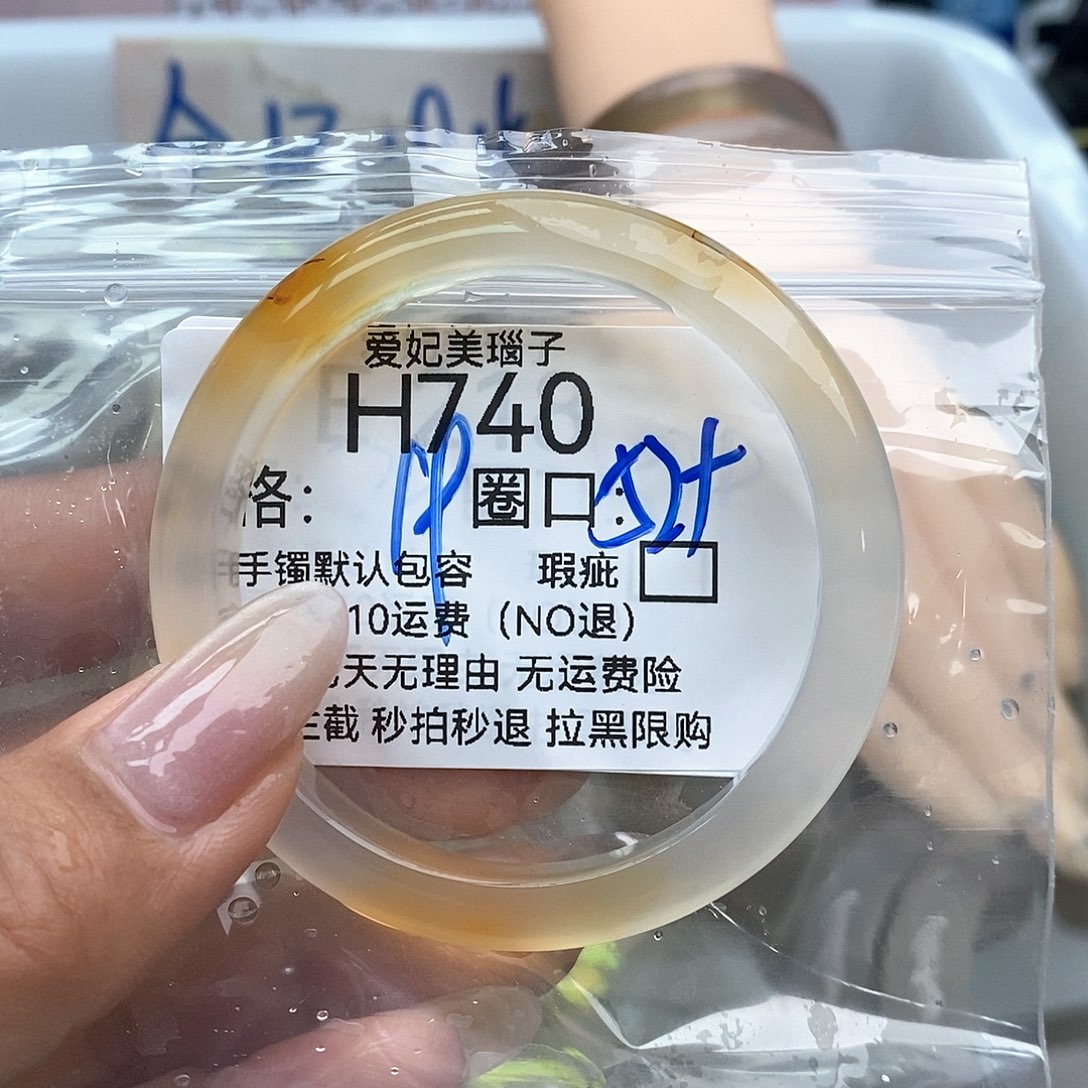 爱妃美瑙子
H740
格: 圈口:
手镯默认包容 瑕疵
10运费（NO退）
天无理由 无运费险
拦截 秒拍秒退 拉黑限购